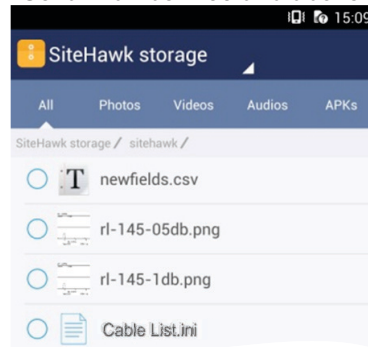 15:09
SiteHawk storage
All Photos Videos Audios APKs
SiteHawk storage / sitehawk /
T newfields.csv
rl-145-05db.png
rl-145-1db.png
Cable List.ini